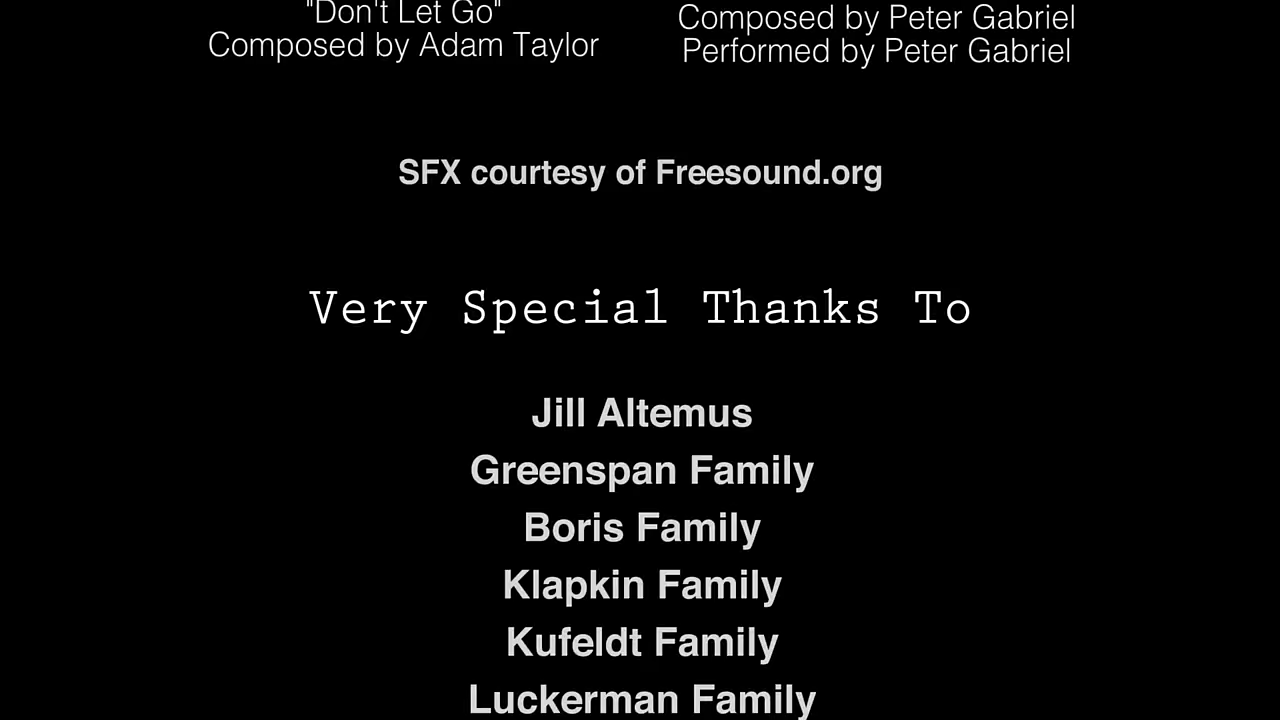 "Don't Let Go"
Composed by Adam Taylor
Composed by Peter Gabriel
Performed by Peter Gabriel
SFX courtesy of Freesound.org
Very Special Thanks To
Jill Altemus
Greenspan Family
Boris Family
Klapkin Family
Kufeldt Family
Luckerman Family